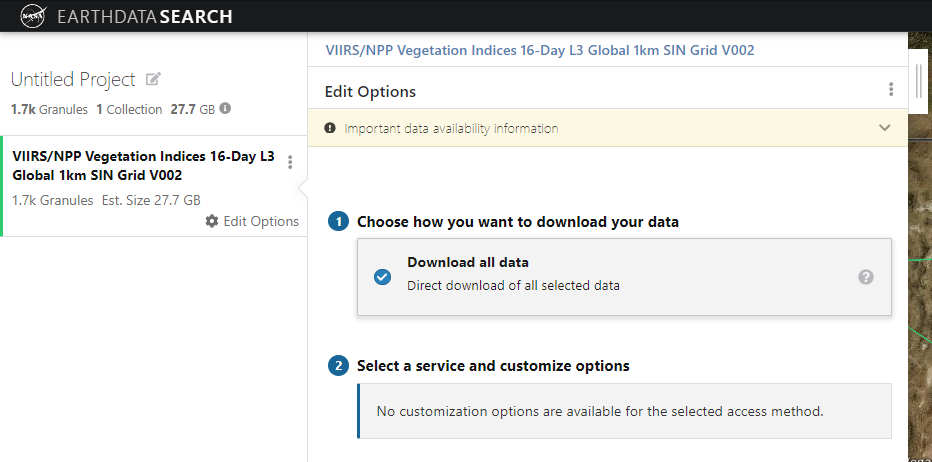 NASA EARTHDATA SEARCH
Untitled Project
1.7k Granules 1 Collection 27.7 GB
VIIRS/NPP Vegetation Indices 16-Day L3
Global 1km SIN Grid V002
1.7k Granules Est. Size 27.7 GB
Edit Options
VIIRS/NPP Vegetation Indices 16-Day L3 Global 1km SIN Grid V002
Edit Options
Important data availability information
1 Choose how you want to download your data
Download all data
Direct download of all selected data
?
2 Select a service and customize options
No customization options are available for the selected access method.